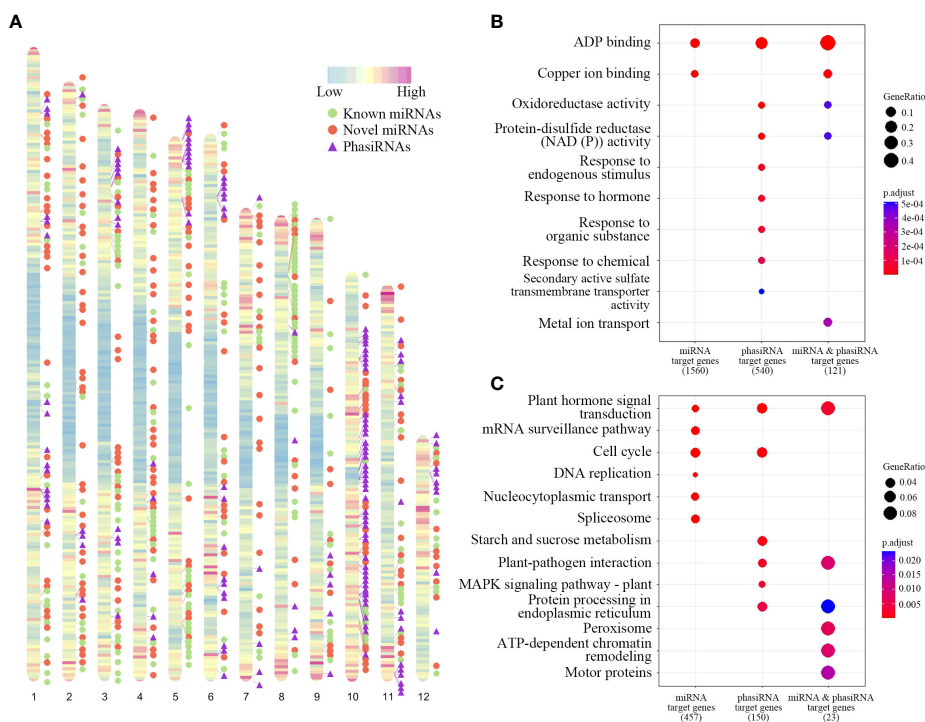 A
Low
High
Known miRNAs
Novel miRNAs
PhasiRNAs
1 2 3 4 5 6 7 8 9 10 11 12
B
ADP binding
Copper ion binding
Oxidoreductase activity
Protein-disulfide reductase
(NAD (P)) activity
Response to
endogenous stimulus
Response to hormone
Response to
organic substance
Response to chemical
Secondary active sulfate
transmembrane transporter
activity
Metal ion transport
miRNA
target genes
(1560)
phasiRNA
target genes
(540)
miRNA & phasiRNA
target genes
(121)
GeneRatio
0.1
0.2
0.3
0.4
p.adjust
5e-04
4e-04
2e-04
1e-04
C
Plant hormone signal
transduction
mRNA surveillance pathway
Cell cycle
DNA replication
Nucleocytoplasmic transport
Spliceosome
Starch and sucrose metabolism
Plant-pathogen interaction
MAPK signaling pathway - plant
Protein processing in
endoplasmic reticulum
Peroxisome
ATP-dependent chromatin
remodeling
Motor proteins
miRNA
target genes
(457)
phasiRNA
target genes
(150)
miRNA & phasiRNA
target genes
(23)
GeneRatio
0.04
0.06
0.08
p.adjust
0.020
0.015
0.010
0.005